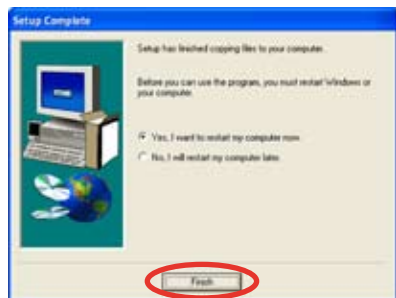 Setup Complete
Setup has finished copying files to your computer.
Before you can use the program, you must restart Windows or
your computer.
Yes, I want to restart my computer now.
No, I will restart my computer later.
Finish